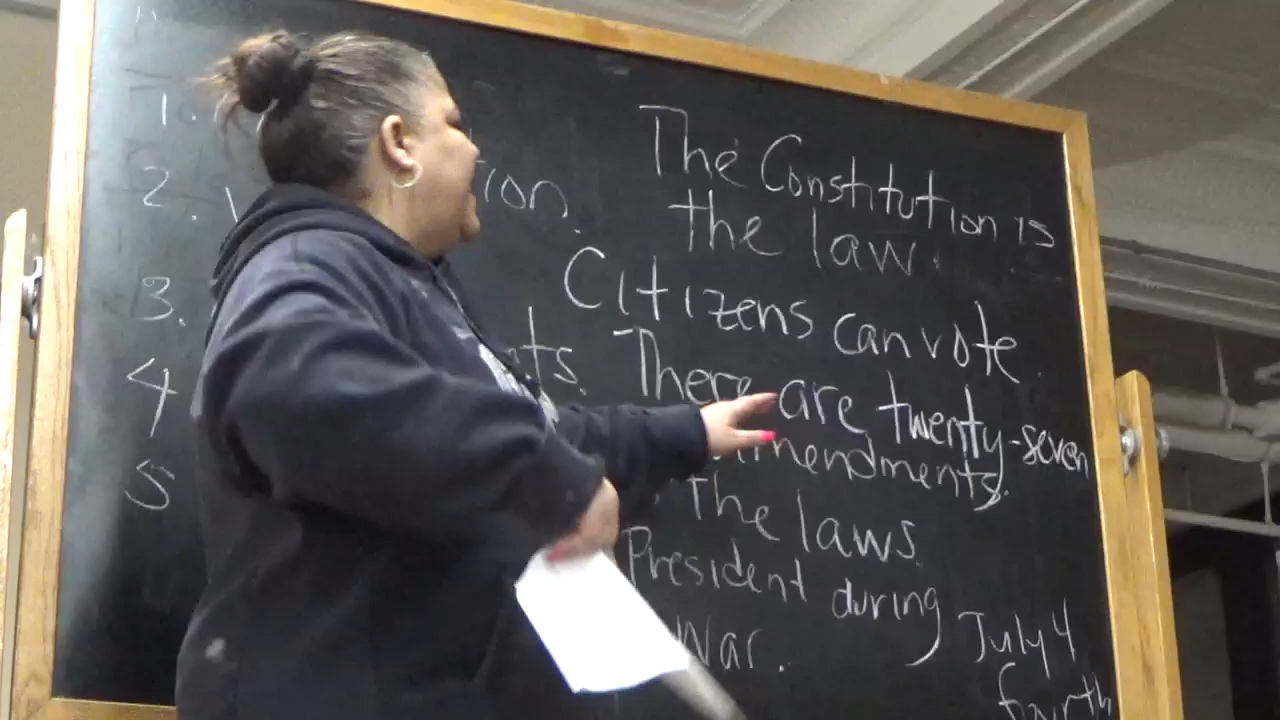 1.
2. ion.
3.
4
5
The Constitution is
the law.
Citizens can vote.
nts. There are twenty-seven
amendments.
the laws.
President during
War.
July 4
fourth